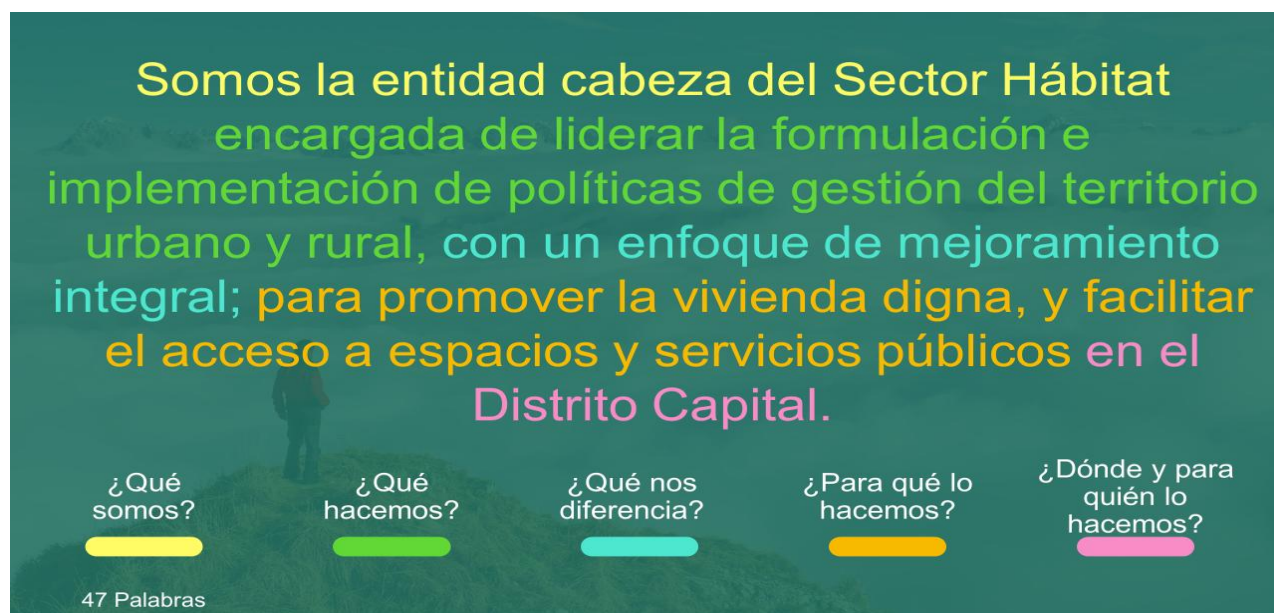 Somos la entidad cabeza del Sector Hábitat
encargada de liderar la formulación e
implementación de políticas de gestión del territorio
urbano y rural, con un enfoque de mejoramiento
integral; para promover la vivienda digna, y facilitar
el acceso a espacios y servicios públicos en el
Distrito Capital.
¿Qué
somos?
¿Qué
hacemos?
¿Qué nos
diferencia?
¿Para qué lo
hacemos?
¿Dónde y para
quién lo
hacemos?
47 Palabras